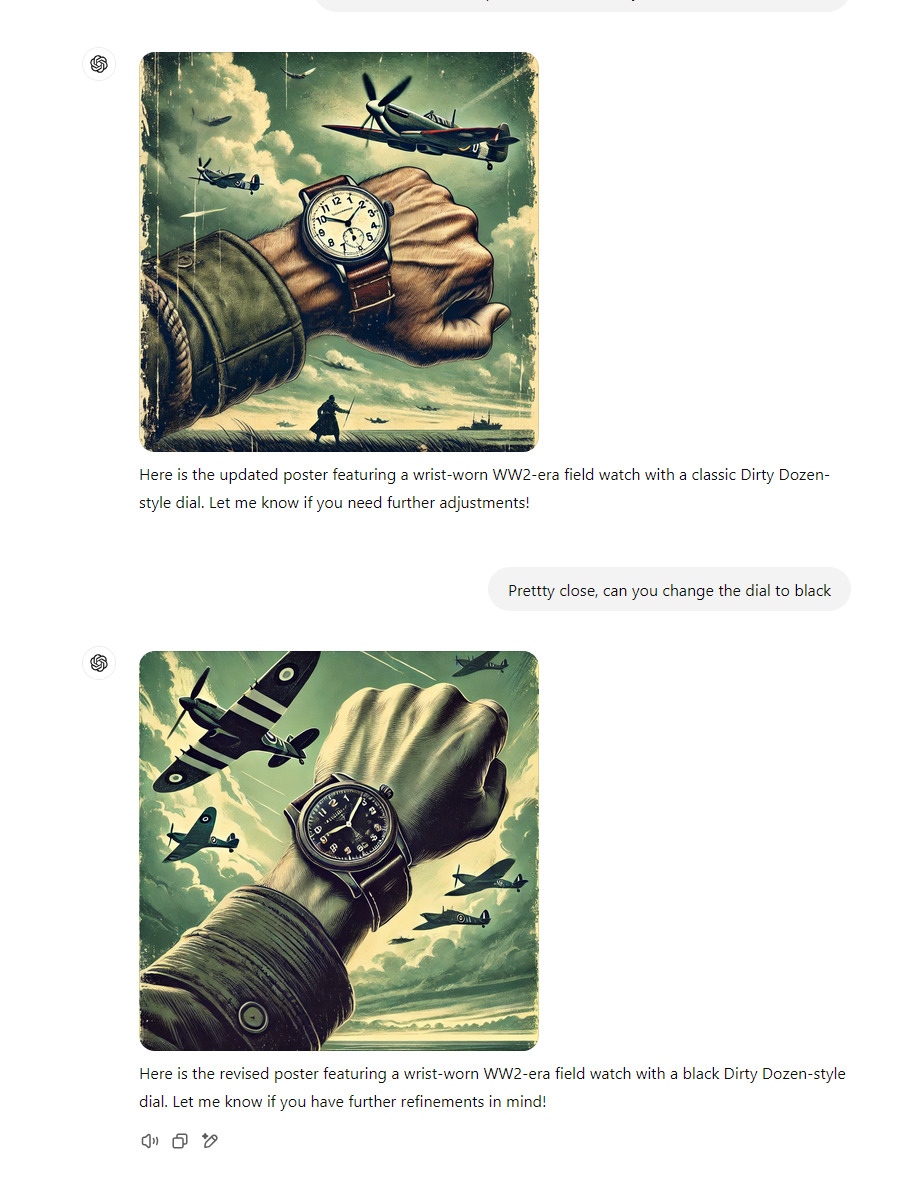 Here is the updated poster featuring a wrist-worn WW2-era field watch with a classic Dirty Dozen-
style dial. Let me know if you need further adjustments!
Prettty close, can you change the dial to black
Here is the revised poster featuring a wrist-worn WW2-era field watch with a black Dirty Dozen-style
dial. Let me know if you have further refinements in mind!